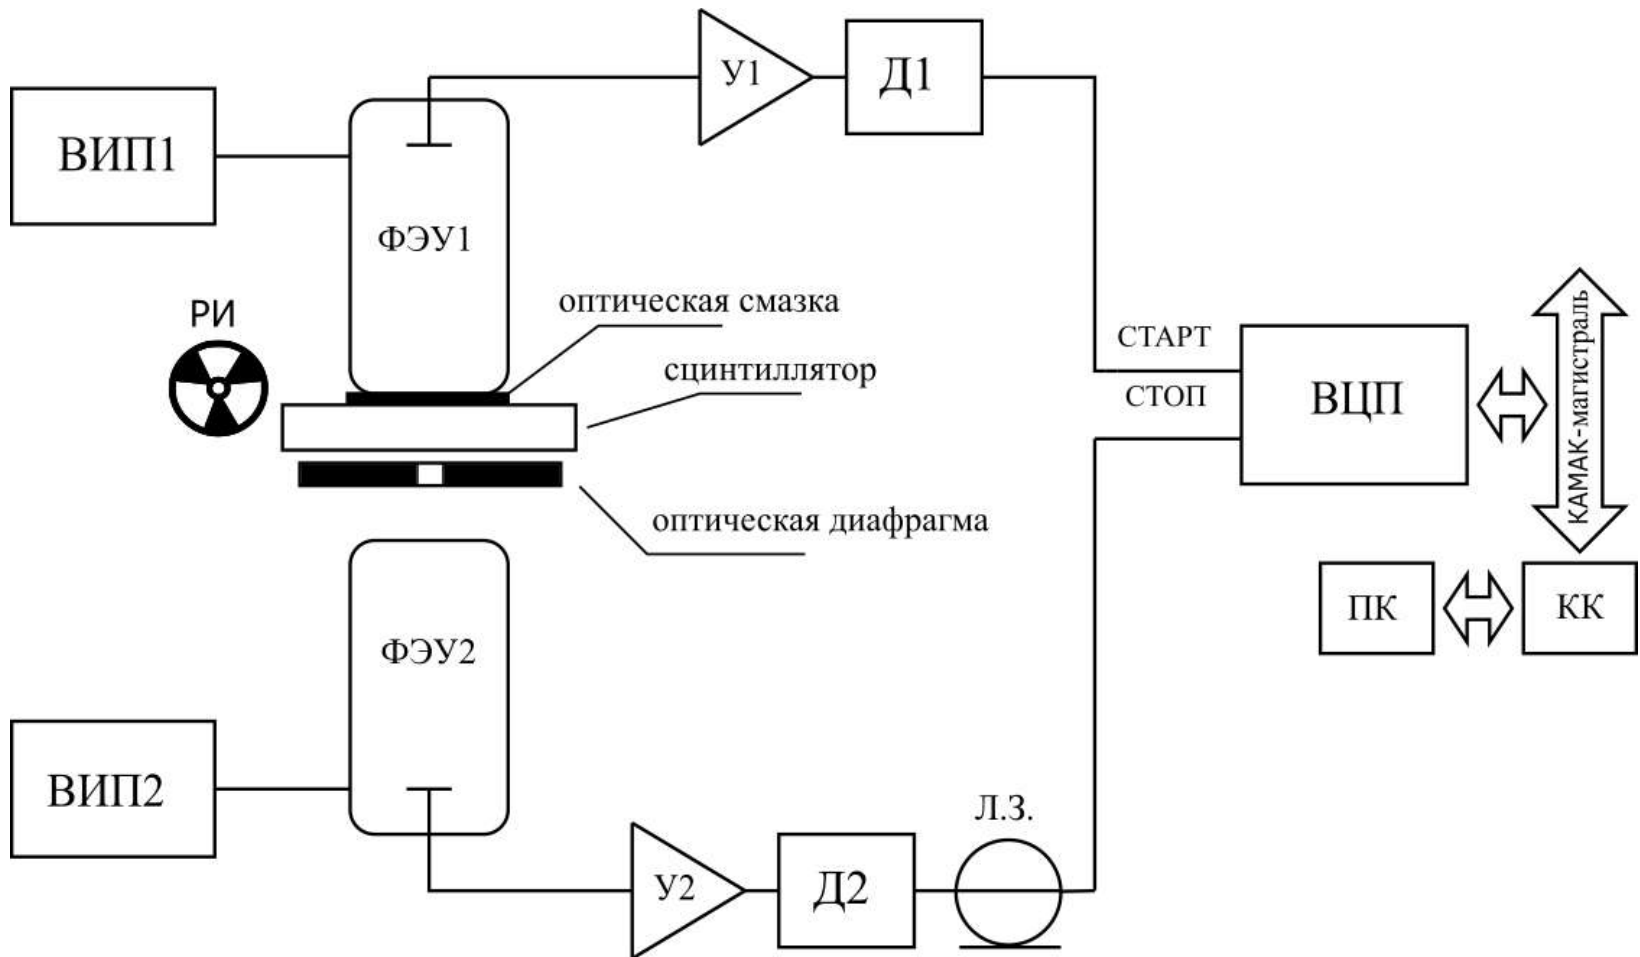 У1
Д1
ВИП1
ФЭУ1
РИ
оптическая смазка
сцинтиллятор
СТАРТ
СТОП
ВЦП
КАМАК-магистраль
оптическая диафрагма
ПК
КК
ФЭУ2
ВИП2
Л.З.
У2
Д2